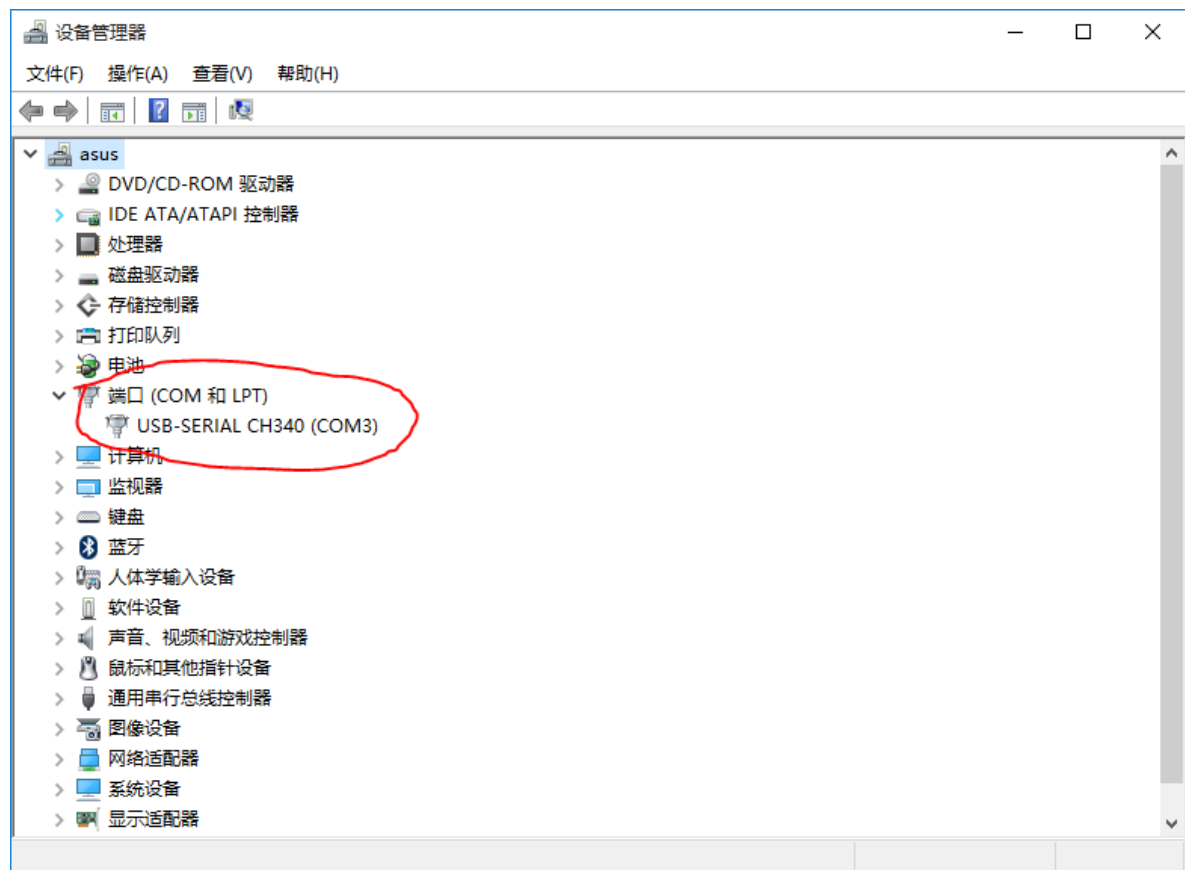 设备管理器
文件(F) 操作(A) 查看(V) 帮助(H)
asus
DVD/CD-ROM 驱动器
IDE ATA/ATAPI 控制器
处理器
磁盘驱动器
存储控制器
打印队列
电池
端口 (COM 和 LPT)
USB-SERIAL CH340 (COM3)
计算机
监视器
键盘
蓝牙
人体学输入设备
软件设备
声音、视频和游戏控制器
鼠标和其他指针设备
通用串行总线控制器
图像设备
网络适配器
系统设备
显示适配器